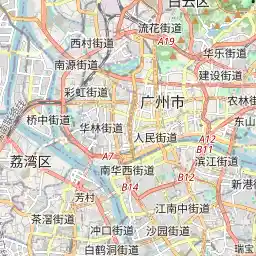 白云区
流花街道
西村街道
A19
华乐街道
南源街道
建设街道
彩虹街道
广州市
农林街道
桥中街道
东山
华林街道
人民街道
荔湾区
A7
B12
滨江街道
B11
南华西街道
B14
新港
芳村
B12
江南中街道
茶滘街道
冲口街道
沙园街道
瑞宝
白鹤洞街道